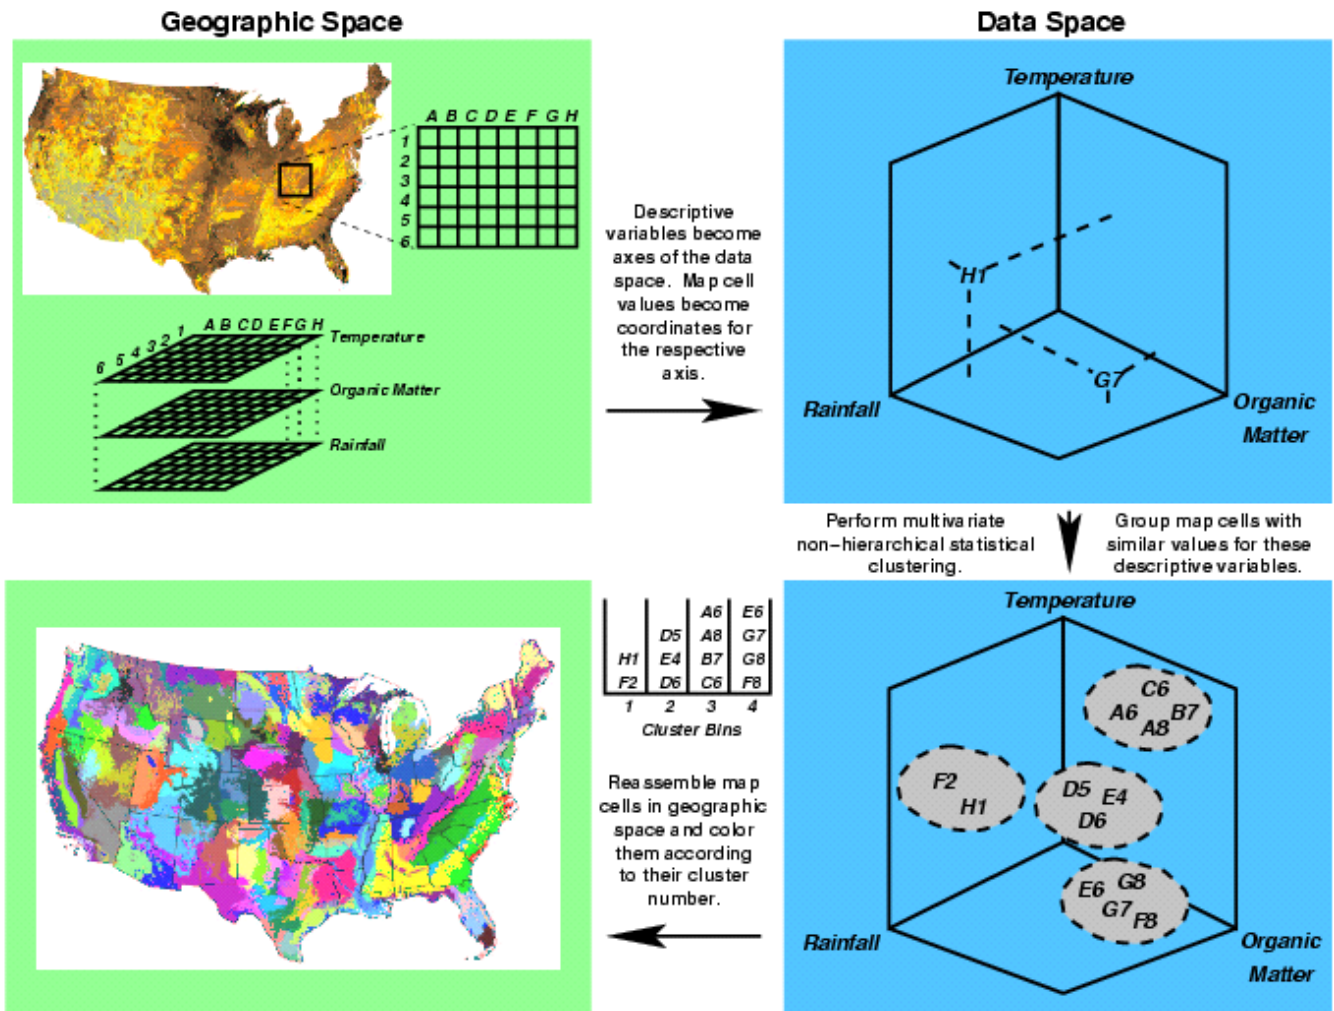 Geographic Space
Data Space
A B C D E F G H
1
2
3
4
5
6
6 5 4 3 2 1
A B C D E F G H
Temperature
Organic Matter
Rainfall
Descriptive
variables become
axes of the data
space. Map cell
values become
coordinates for
the respective
axis.
Temperature
H1
G7
Rainfall
Organic
Matter
Perform multivariate
non-hierarchical statistical
clustering.
Group map cells with
similar values for these
descriptive variables.
A6 E6
D5 A8 G7
H1 E4 B7 G8
F2 D6 C6 F8
1 2 3 4
Cluster Bins
Reassemble map
cells in geographic
space and color
them according
to their cluster
number.
Temperature
C6
A6 B7
A8
F2
H1
D5 E4
D6
E6 G8
G7 F8
Rainfall
Organic
Matter